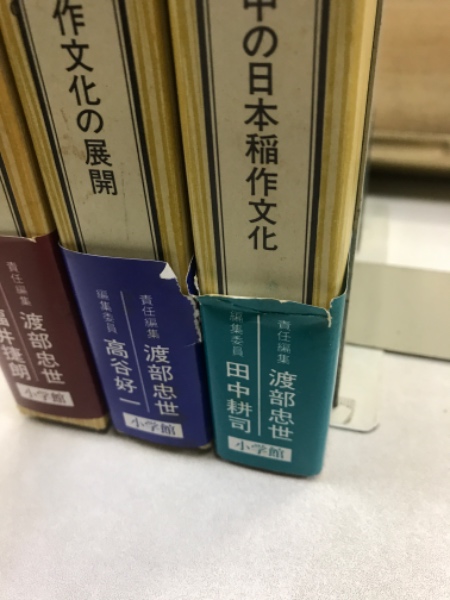 中の日本稲作文化
責任編集
渡部忠世
編集委員
田中耕司
小学館
作文化の展開
責任編集
渡部忠世
編集委員
高谷好一
小学館
責任編集
渡部忠世
福井捷朗
小学館